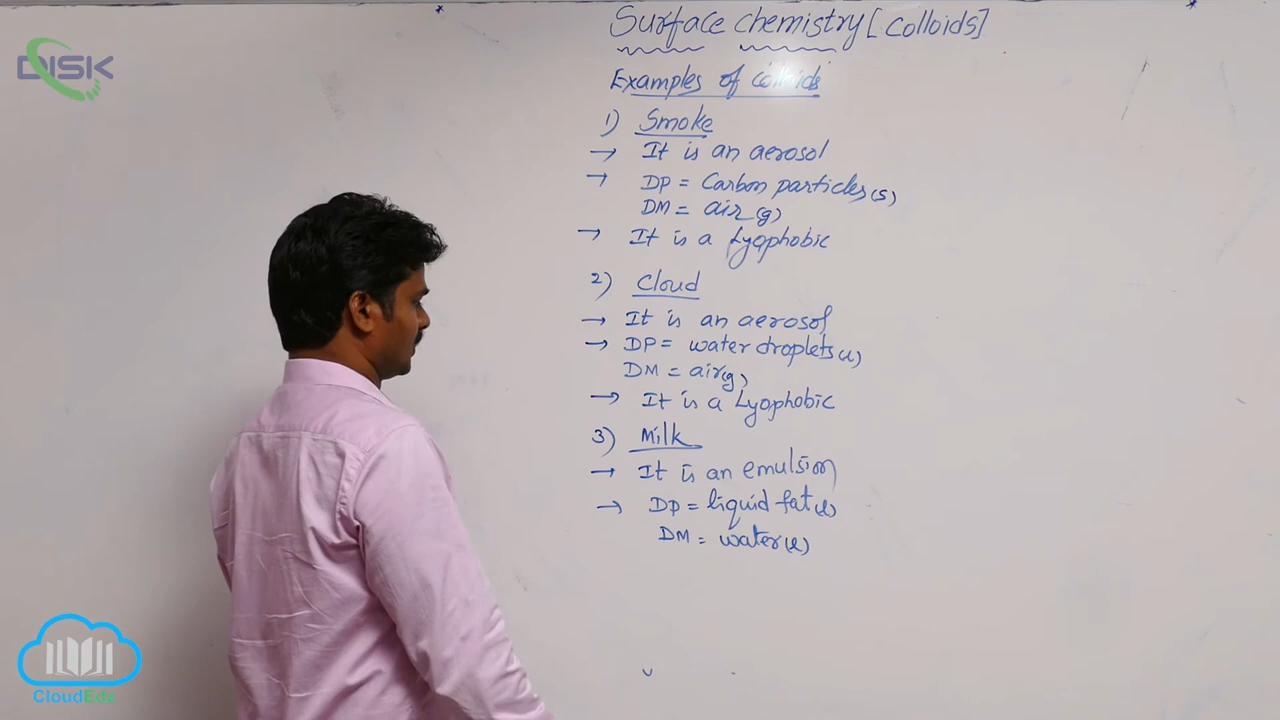 DISK
Surface chemistry [Colloids]
Examples of colloids
1) Smoke
→ It is an aerosol
→ DP = Carbon particles(s)
DM = air(g)
→ It is a Lyophobic
2) Cloud
→ It is an aerosol
→ DP = water droplets(l)
DM = air(g)
→ It is a Lyophobic
3) Milk
→ It is an emulsion
→ DP = liquid fat(l)
DM = water(l)
CloudEdz